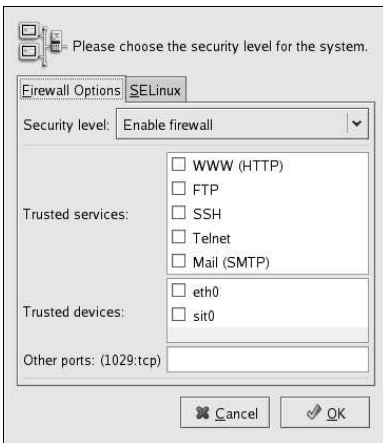 Please choose the security level for the system.
Firewall Options SELinux
Security level: Enable firewall
Trusted services:
WWW (HTTP)
FTP
SSH
Telnet
Mail (SMTP)
Trusted devices:
eth0
sit0
Other ports: (1029:tcp)
Cancel OK